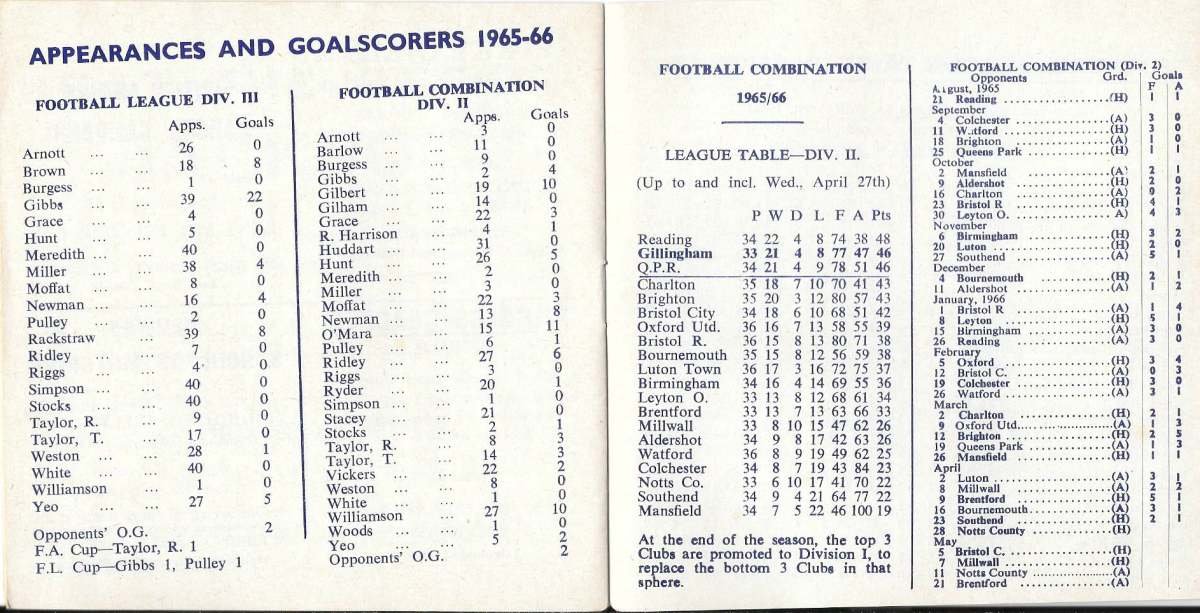 APPEARANCES AND GOALSCORERS 1965-66
FOOTBALL LEAGUE DIV. III
Apps. Goals
Arnott ... ... 26 0
Brown ... ... 18 8
Burgess ... ... 1 0
Gibbs ... ... 39 22
Grace ... ... 4 0
Hunt ... ... 5 0
Meredith ... ... 40 0
Miller ... ... 38 4
Moffat ... ... 8 0
Newman ... ... 16 4
Pulley ... ... 2 0
Rackstraw ... 39 8
Ridley ... ... 7 0
Riggs ... ... 4 0
Simpson ... ... 40 0
Stocks ... ... 40 0
Taylor, R. ... 9 0
Taylor, T. ... 17 0
Weston ... ... 28 1
White ... ... 40 0
Williamson ... 1 0
Yeo ... ... 27 5
Opponents' O.G. 2
F.A. Cup—Taylor, R. 1
F.L. Cup—Gibbs 1, Pulley 1
FOOTBALL COMBINATION
DIV. II
Apps. Goals
Arnott ... ... 3 0
Barlow ... ... 11 0
Burgess ... ... 9 0
Gibbs ... ... 2 4
Gilbert ... ... 19 10
Gilham ... ... 14 0
Grace ... ... 22 3
R. Harrison ... 4 1
Huddart ... ... 31 0
Hunt ... ... 26 5
Meredith ... ... 2 0
Miller ... ... 3 0
Moffat ... ... 22 3
Newman ... ... 13 8
O'Mara ... ... 15 11
Pulley ... ... 6 1
Ridley ... ... 27 6
Riggs ... ... 3 0
Ryder ... ... 20 1
Simpson ... ... 1 0
Stacey ... ... 21 0
Stocks ... ... 2 1
Taylor, R. ... 8 3
Taylor, T. ... 14 3
Vickers ... ... 22 2
Weston ... ... 8 0
White ... ... 1 0
Williamson ... 27 10
Woods ... ... 1 0
Yeo ... ... 5 2
Opponents' O.G. 2
FOOTBALL COMBINATION
1965/66
LEAGUE TABLE—DIV. II.
(Up to and incl. Wed., April 27th)
P W D L F A Pts
Reading 34 22 4 8 74 38 48
Gillingham 33 21 4 8 77 47 46
Q.P.R. 34 21 4 9 78 51 46
Charlton 35 18 7 10 70 41 43
Brighton 35 20 3 12 80 57 43
Bristol City 34 18 6 10 68 51 42
Oxford Utd. 36 16 7 13 58 55 39
Bristol R. 36 15 8 13 80 71 38
Bournemouth 35 15 8 12 56 59 38
Luton Town 36 17 3 16 72 75 37
Birmingham 34 16 4 14 69 55 36
Leyton O. 33 13 8 12 68 61 34
Brentford 33 13 7 13 63 66 33
Millwall 33 8 10 15 47 62 26
Aldershot 34 9 8 17 42 63 26
Watford 36 8 9 19 49 62 25
Colchester 34 8 7 19 43 84 23
Notts Co. 33 6 10 17 41 70 22
Southend 34 9 4 21 64 77 22
Mansfield 34 7 5 22 46 100 19
At the end of the season, the top 3
Clubs are promoted to Division I, to
replace the bottom 3 Clubs in that
sphere.
FOOTBALL COMBINATION (Div. 2)
Opponents Grd. Goals
August, 1965 F A
21 Reading (H) 1 1
September
4 Colchester (A) 3 0
11 Watford (H) 3 0
18 Brighton (A) 1 0
25 Queens Park (H) 1 1
October
2 Mansfield (A) 2 1
9 Aldershot (H) 2 0
16 Charlton (A) 0 2
23 Bristol R (H) 4 1
30 Leyton O. A) 4 3
November
6 Birmingham (H) 3 2
20 Luton (H) 2 0
27 Southend (A) 5 1
December
4 Bournemouth (H) 2 1
11 Aldershot (A) 1 2
January, 1966
1 Bristol R (A) 1 4
8 Leyton (H) 5 1
15 Birmingham (A) 3 0
26 Reading (A) 3 0
February
5 Oxford (H) 3 4
12 Bristol C. (A) 0 3
19 Colchester (H) 3 0
26 Watford (A) 3 1
March
2 Charlton (H) 2 1
9 Oxford Utd. (A) 1 3
12 Brighton (H) 2 5
19 Queens Park (A) 1 3
26 Mansfield (H) 1 1
April
2 Luton (A) 3 1
8 Millwall (A) 2 2
9 Brentford (H) 5 1
16 Bournemouth (A) 3 1
23 Southend (H) 2 1
28 Notts County (H)
May
5 Bristol C. (H)
7 Millwall (H)
11 Notts County (A)
21 Brentford (A)